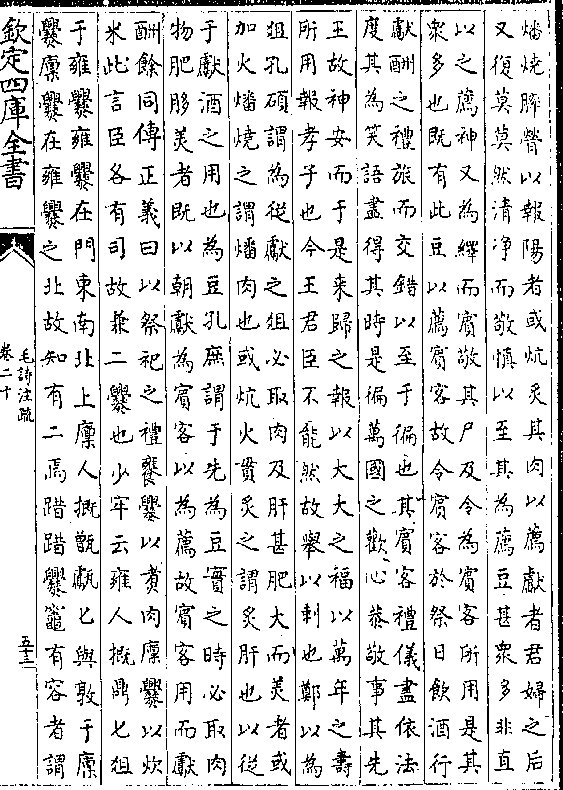 燔燒膟膋以報陽者或炕炙其肉以薦獻者君婦之后
又復莫莫然清淨而敬慎以至其為薦豆甚衆多非直
以之薦神又為繹而賓敬其尸及令為賓客所用是其
衆多也既有此豆以薦賓客故令賓客於祭日飲酒行
獻酬之禮旅而交錯以至于徧也其賓客禮儀盡依法
度其為笑語盡得其時是徧萬國之歡心恭敬事其先
王故神安而于是来歸之報以大大之福以萬年之壽
所用報孝子也今王君臣不能然故舉以刺也鄭以為
俎孔碩謂為從獻之俎必取肉及肝甚肥大而美者或
加火燔燒之謂燔肉也或炕火貫炙之謂炙肝也以從
于獻酒之用也為豆孔庶謂于先為豆實之時必取肉
物肥胳美者既以朝獻為賓客以為薦故賓客用而獻
酬餘同傳正義曰以祭祀之禮饔爨以煑肉廩爨以炊
米此言臣各有司故兼二爨也少牢云雍人摡鼎匕俎
于雍爨雍爨在門東南北上廩人摡甑甗匕與敦于廩
爨廩爨在雍爨之北故知有二焉踖踖爨竈有容者謂
欽定四庫全書
毛詩注疏
卷二十
五十三